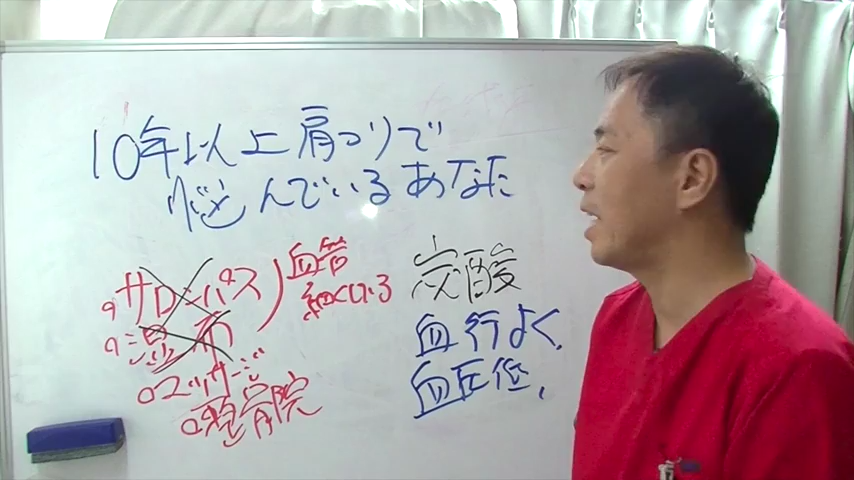 10年以上肩コリで
悩んでいるあなた
サロンパス
湿布
マッサージ
整骨院
血管
細くしいる
炭酸
血行よく、
血圧低、